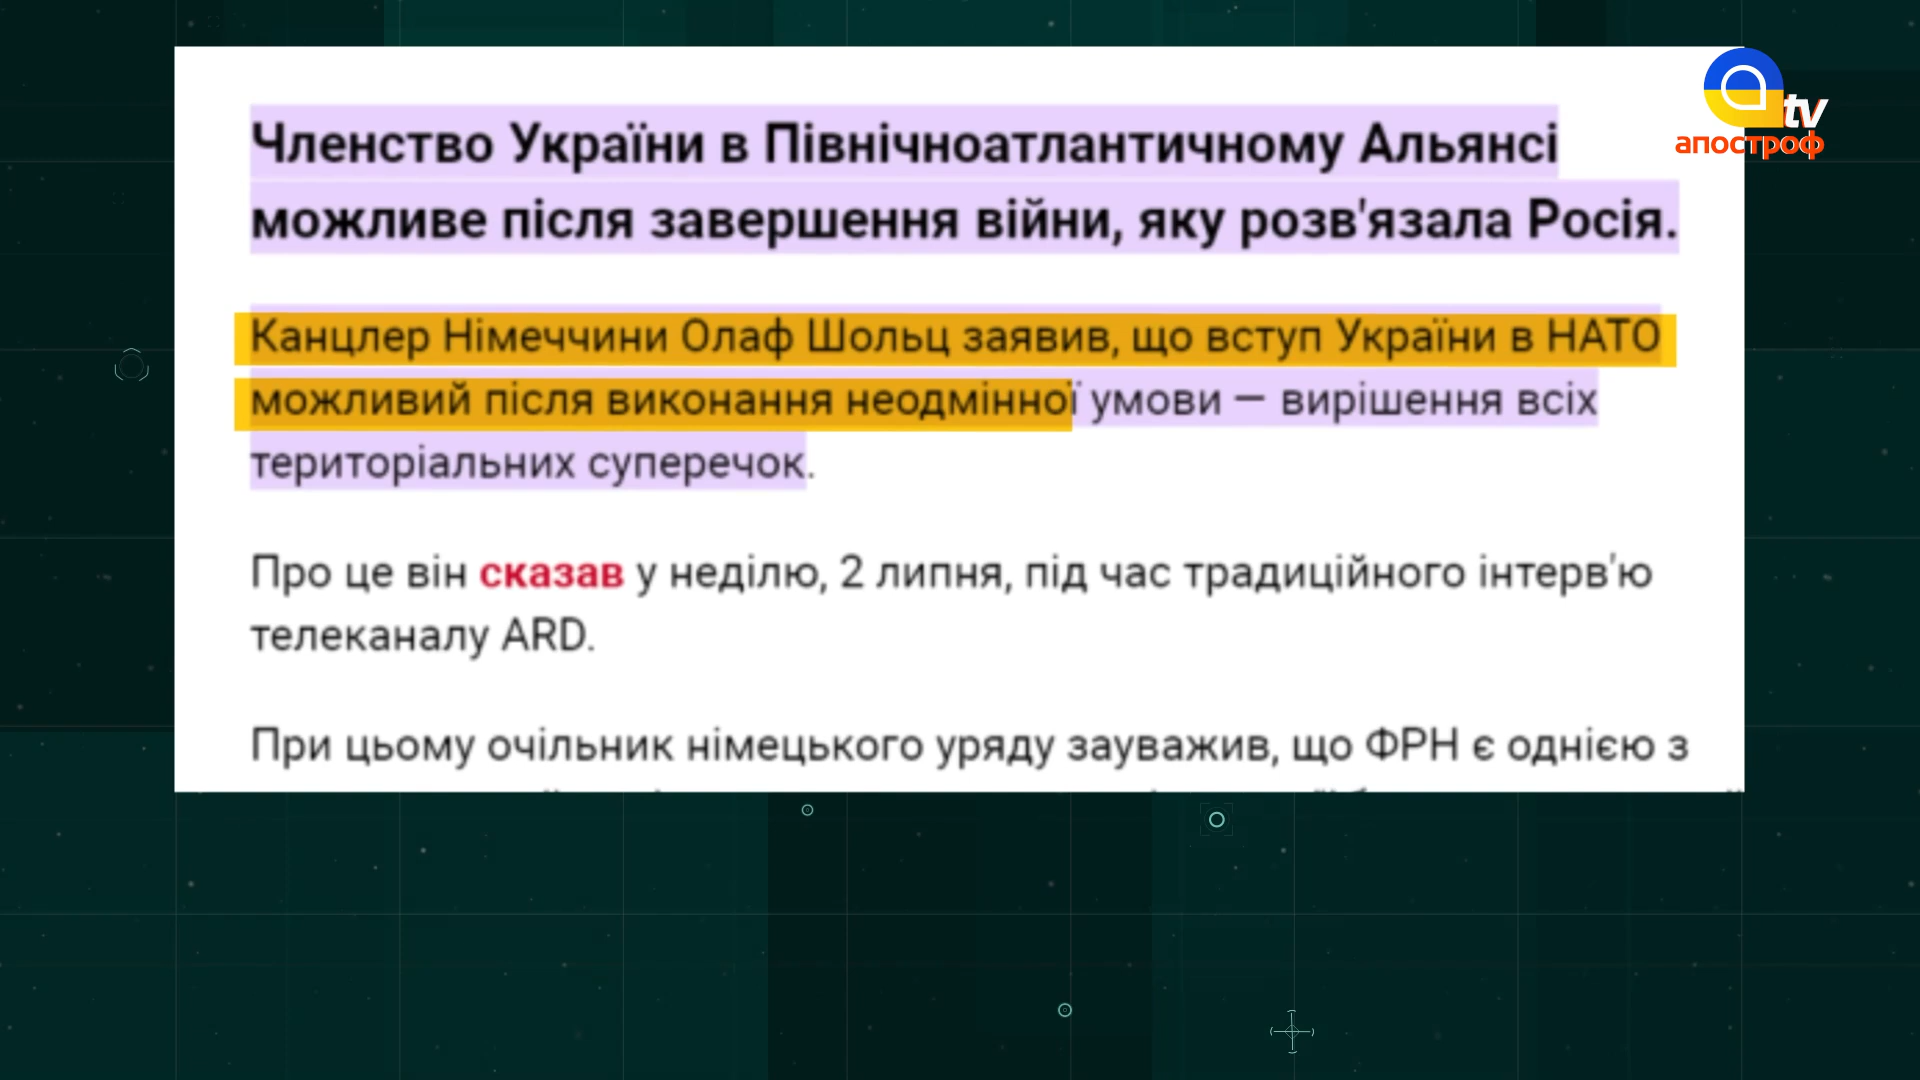 Членство України в Північноатлантичному Альянсі
можливе після завершення війни, яку розв'язала Росія.
Канцлер Німеччини Олаф Шольц заявив, що вступ України в НАТО
можливий після виконання неодмінної умови — вирішення всіх
територіальних суперечок.
Про це він сказав у неділю, 2 липня, під час традиційного інтерв'ю
телеканалу ARD.
При цьому очільник німецького уряду зауважив, що ФРН є однією з
tv
апостроф